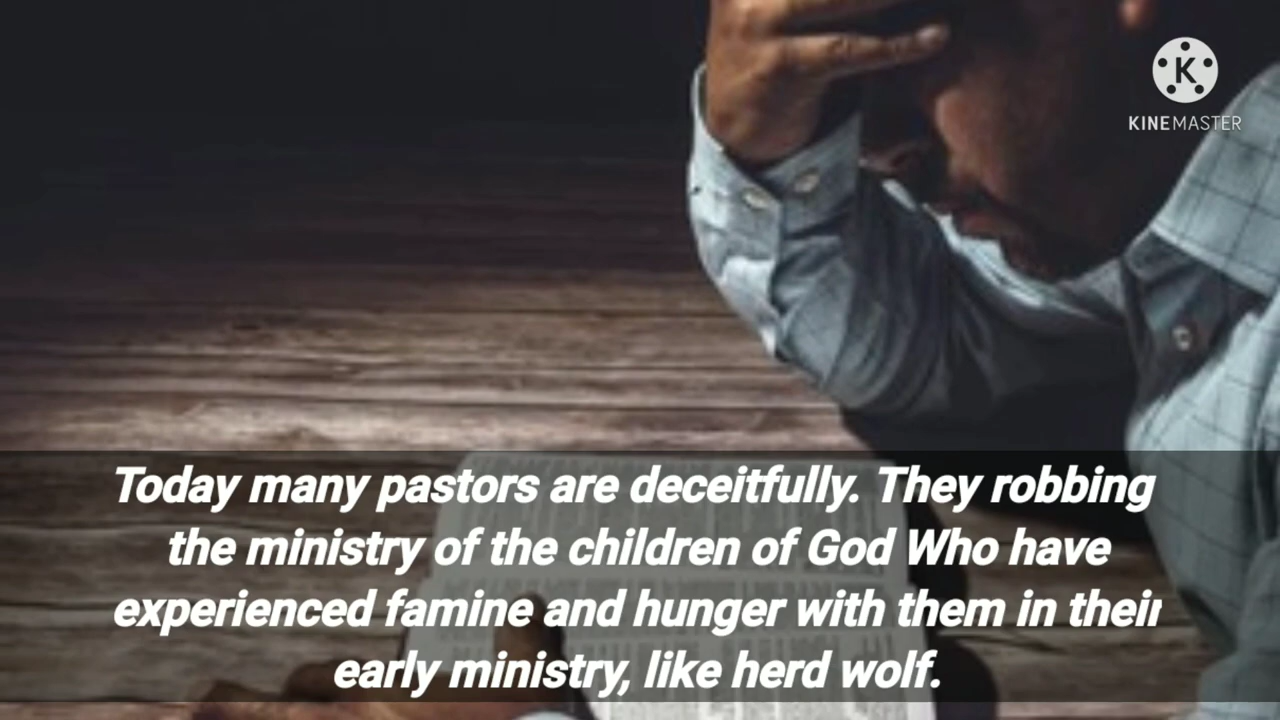 KINEMASTER
Today many pastors are deceitfully. They robbing
the ministry of the children of God Who have
experienced famine and hunger with them in their
early ministry, like herd wolf.